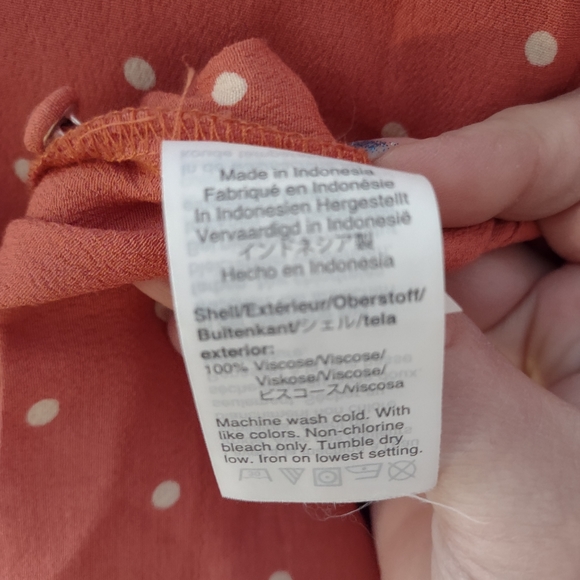 Made in Indonesia
Fabriqué en Indonésie
In Indonesien Hergestellt
Vervaardigd in Indonesië
インドネシア製
Hecho en Indonesia
Shell/Extérieur/Oberstoff/
Buitenkant/シェル/tela
exterior:
100% Viscose/Viscose/
Viskose/Viscose/
ビスコース/viscosa
Machine wash cold. With
like colors. Non-chlorine
bleach only. Tumble dry
low. Iron on lowest setting.